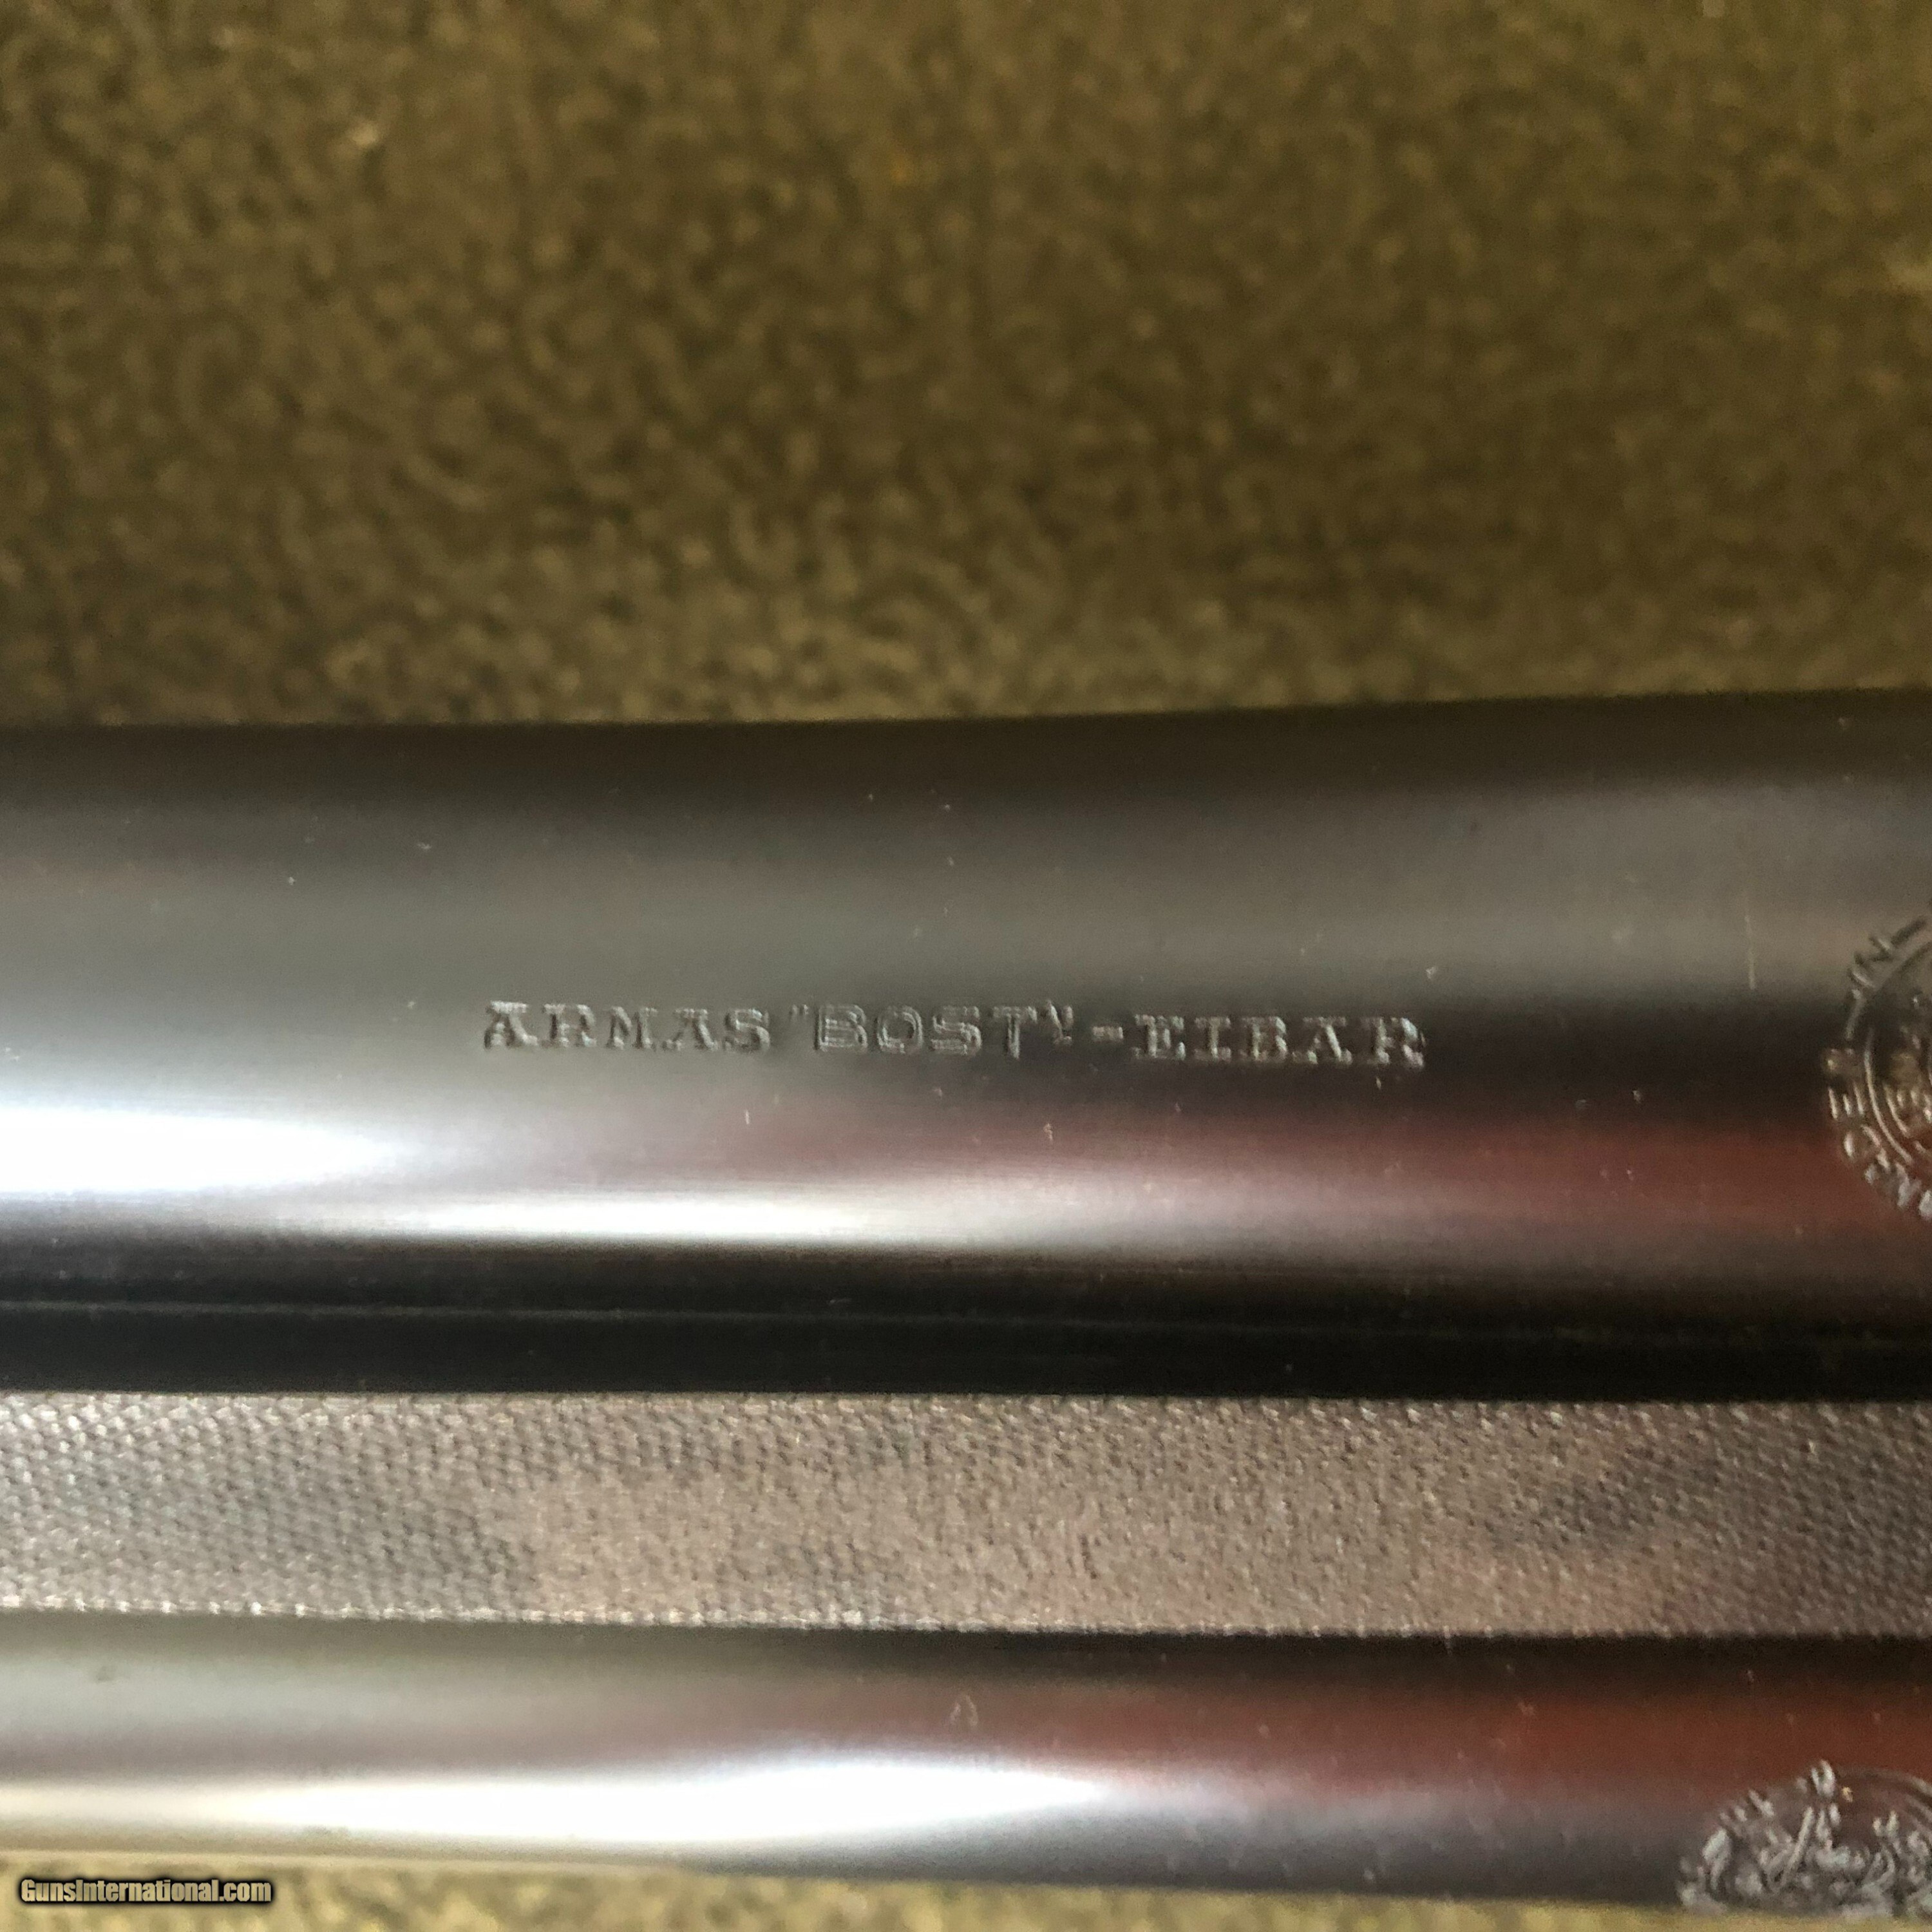 ARMAS "BOST" - EIBAR
GunsInternational.com